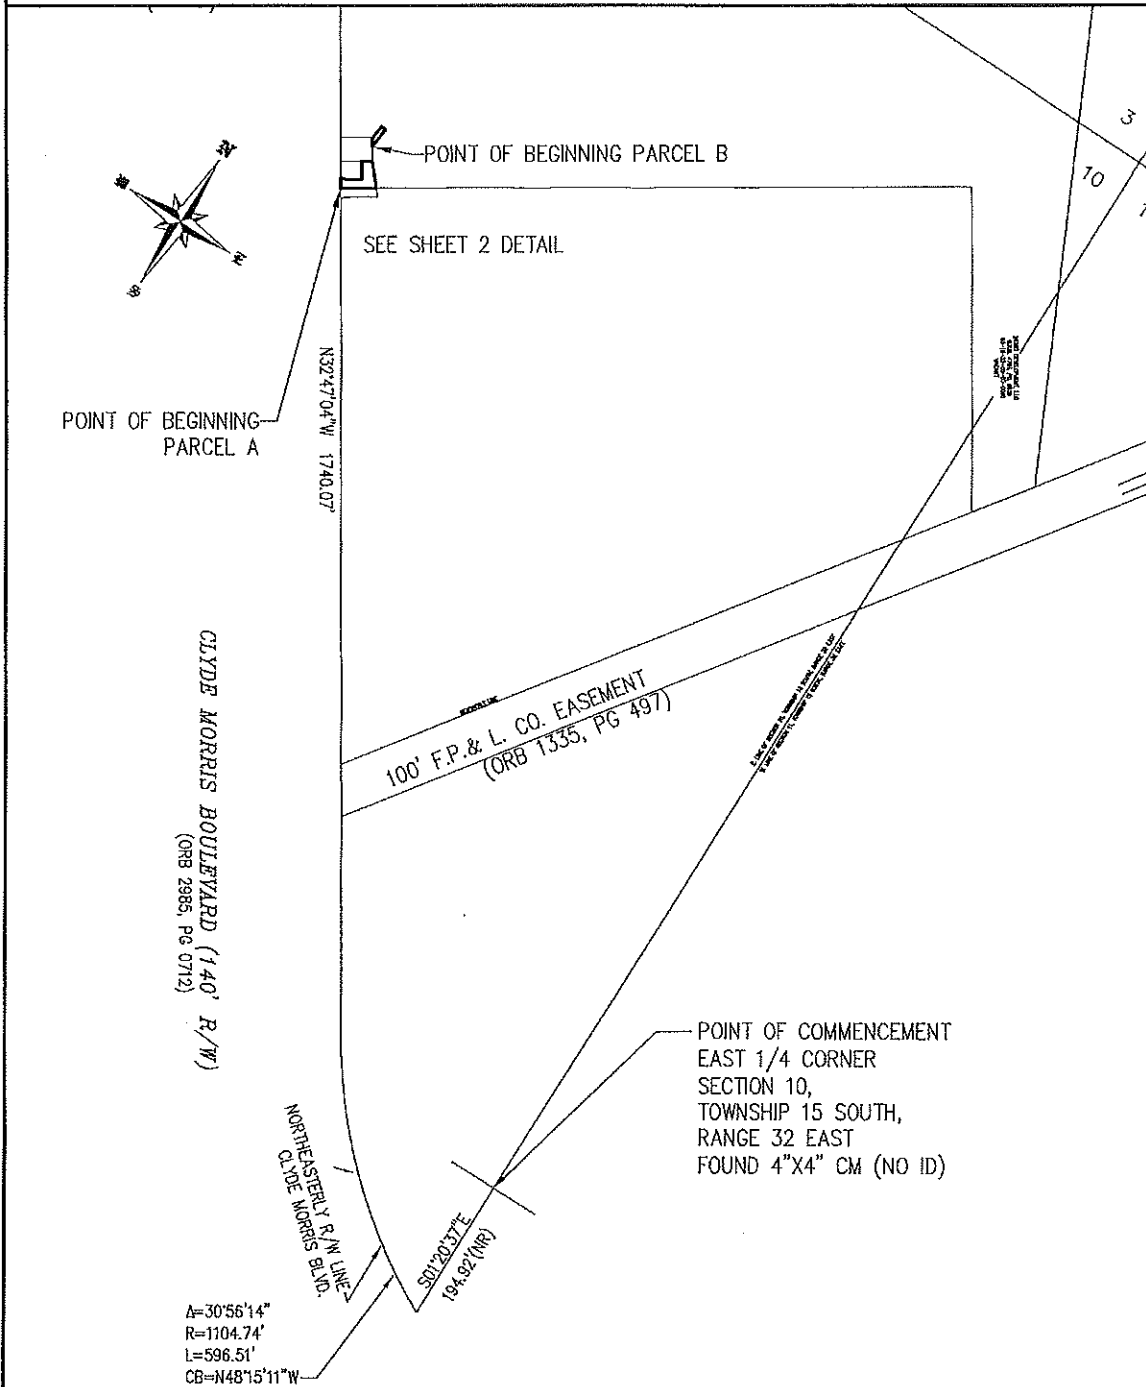 POINT OF BEGINNING PARCEL B
3
10
1
N
E
S
SEE SHEET 2 DETAIL
POINT OF BEGINNING
PARCEL A
N32°47'04"W 1740.07'
100' F.P.& L. CO. EASEMENT
(ORB 1335, PG 497)
CLYDE MORRIS BOULEVARD (140' R/W)
(ORB 2985, PG 0712)
POINT OF COMMENCEMENT
EAST 1/4 CORNER
SECTION 10,
TOWNSHIP 15 SOUTH,
RANGE 32 EAST
FOUND 4"X4" CM (NO ID)
NORTHEASTERLY R/W LINE
CLYDE MORRIS BLVD.
S01°20'37"E
194.92'(NR)
Δ=30°56'14"
R=1104.74'
L=596.51'
CB=N48°15'11"W